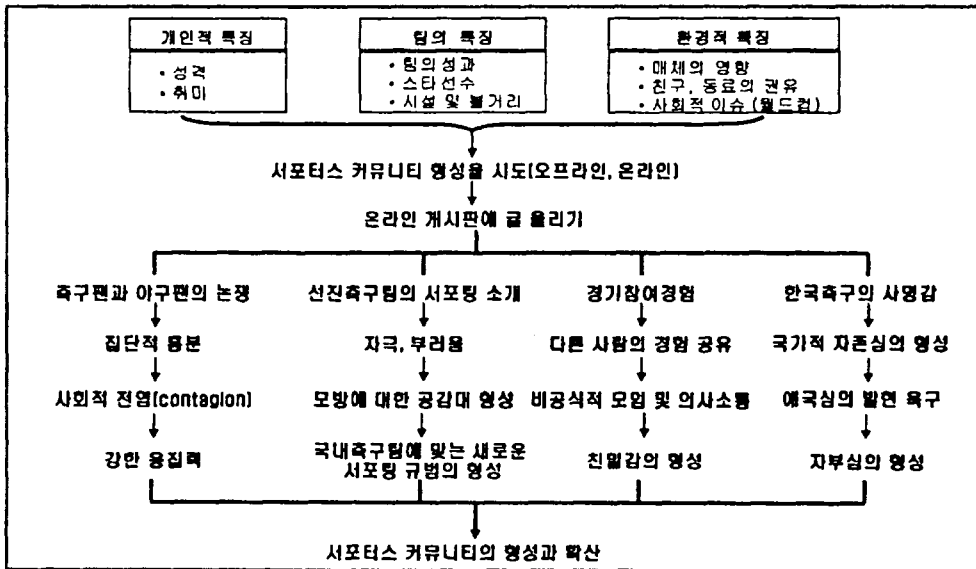 개인적 특징
• 성격
• 취미
팀의 특징
• 팀의성과
• 스타선수
• 시설 및 볼거리
환경적 특징
• 매체의 영향
• 친구, 동료의 권유
• 사회적 이슈 (월드컵)
서포터스 커뮤니티 형성을 시도(오프라인, 온라인)
온라인 게시판에 글 올리기
축구팬과 야구팬의 논쟁
집단적 흥분
사회적 전염(contagion)
강한 응집력
선진축구팀의 서포팅 소개
자극, 부러움
모방에 대한 공감대 형성
국내축구팀에 맞는 새로운
서포팅 규범의 형성
경기참여경험
다른 사람의 경험 공유
비공식적 모임 및 의사소통
친밀감의 형성
한국축구의 사명감
국가적 자존심의 형성
애국심의 발현 욕구
자부심의 형성
서포터스 커뮤니티의 형성과 확산